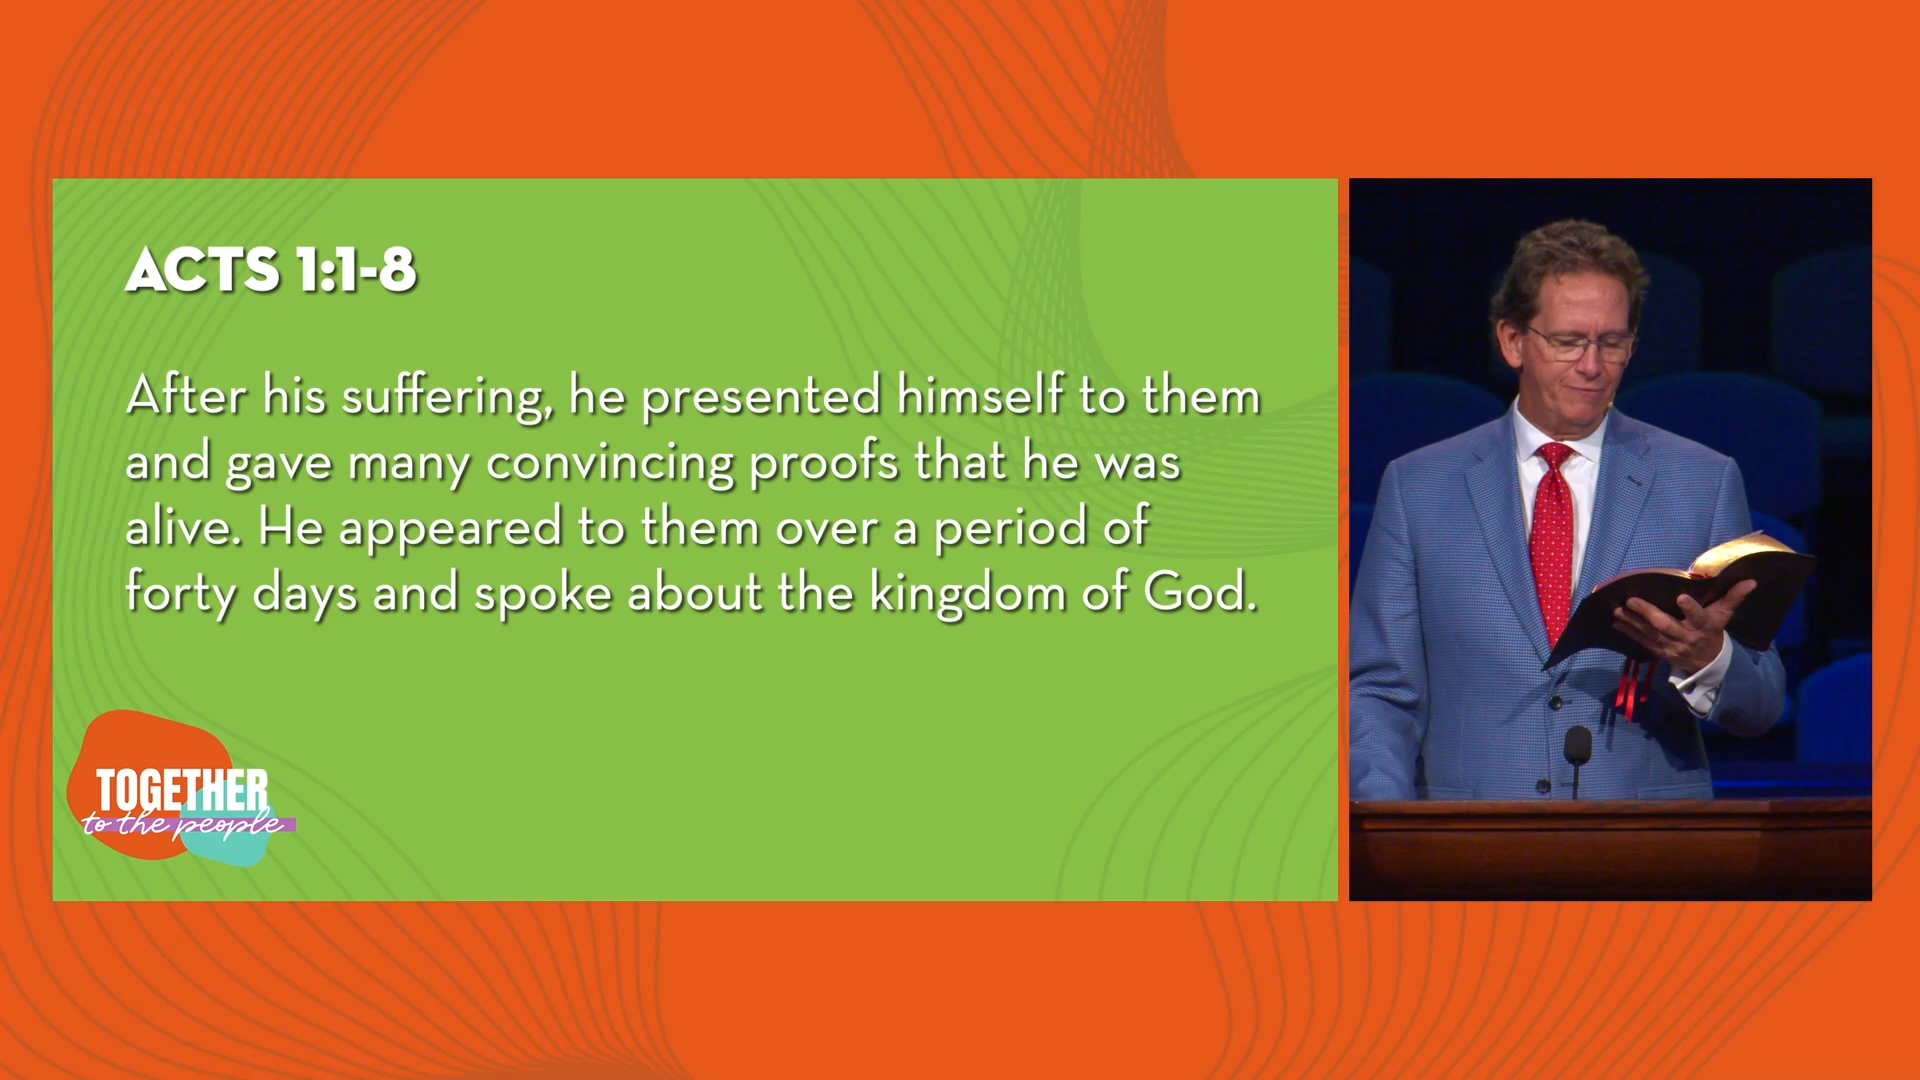 ACTS 1:1-8
After his suffering, he presented himself to them
and gave many convincing proofs that he was
alive. He appeared to them over a period of
forty days and spoke about the kingdom of God.
TOGETHER
to the people